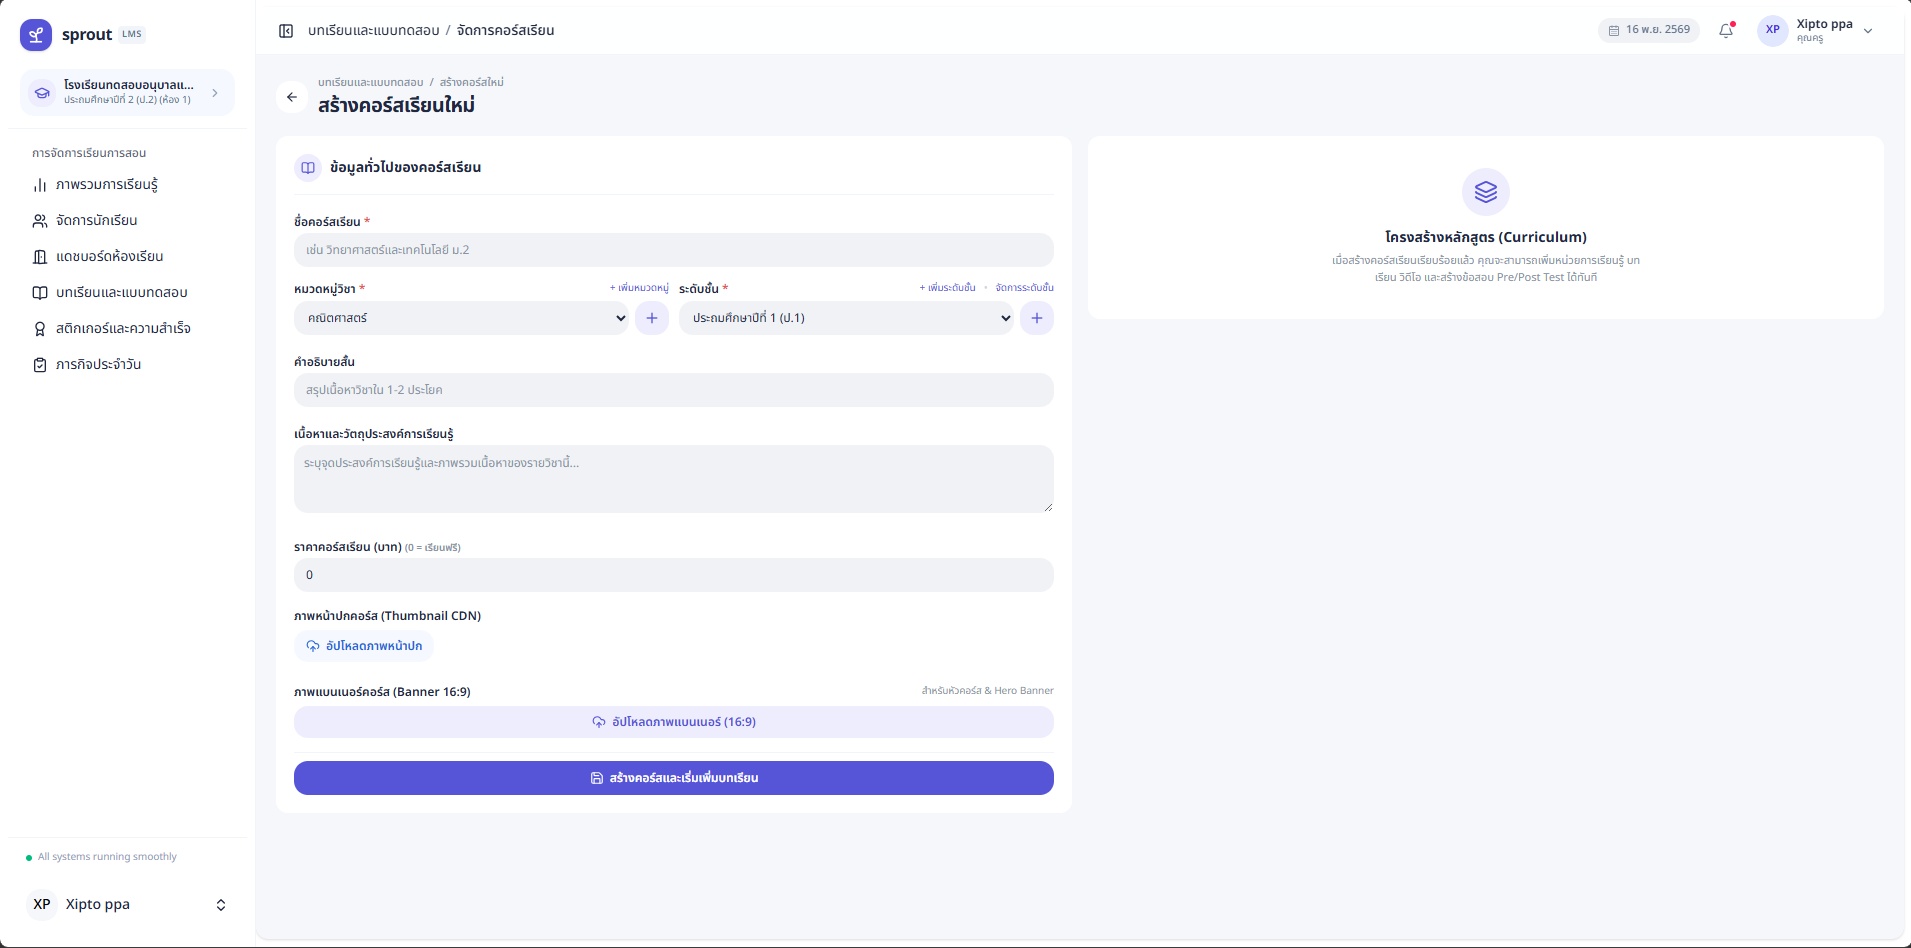 sprout LMS
โรงเรียนทดสอบอนุบาลแ...
ประถมศึกษาปีที่ 2 (ป.2) (ห้อง 1)
การจัดการเรียนการสอน
ภาพรวมการเรียนรู้
จัดการนักเรียน
แดชบอร์ดห้องเรียน
บทเรียนและแบบทดสอบ
สติกเกอร์และความสำเร็จ
ภารกิจประจำวัน
All systems running smoothly
XP Xipto ppa
บทเรียนและแบบทดสอบ / จัดการคอร์สเรียน
16 พ.ย. 2569
XP Xipto ppa
คุณครู
บทเรียนและแบบทดสอบ / สร้างคอร์สใหม่
สร้างคอร์สเรียนใหม่
ข้อมูลทั่วไปของคอร์สเรียน
ชื่อคอร์สเรียน *
เช่น วิทยาศาสตร์และเทคโนโลยี ม.2
หมวดหมู่วิชา * + เพิ่มหมวดหมู่ ระดับชั้น * + เพิ่มระดับชั้น • จัดการระดับชั้น
คณิตศาสตร์ + ประถมศึกษาปีที่ 1 (ป.1) +
คำอธิบายสั้น
สรุปเนื้อหาวิชาใน 1-2 ประโยค
เนื้อหาและวัตถุประสงค์การเรียนรู้
ระบุจุดประสงค์การเรียนรู้และภาพรวมเนื้อหาของรายวิชานี้...
ราคาคอร์สเรียน (บาท) (0 = เรียนฟรี)
0
ภาพหน้าปกคอร์ส (Thumbnail CDN)
อัปโหลดภาพหน้าปก
ภาพแบนเนอร์คอร์ส (Banner 16:9) สำหรับหัวคอร์ส & Hero Banner
อัปโหลดภาพแบนเนอร์ (16:9)
สร้างคอร์สและเริ่มเพิ่มบทเรียน
โครงสร้างหลักสูตร (Curriculum)
เมื่อสร้างคอร์สเรียนเรียบร้อยแล้ว คุณจะสามารถเพิ่มหน่วยการเรียนรู้ บท
เรียน วิดีโอ และสร้างข้อสอบ Pre/Post Test ได้ทันที